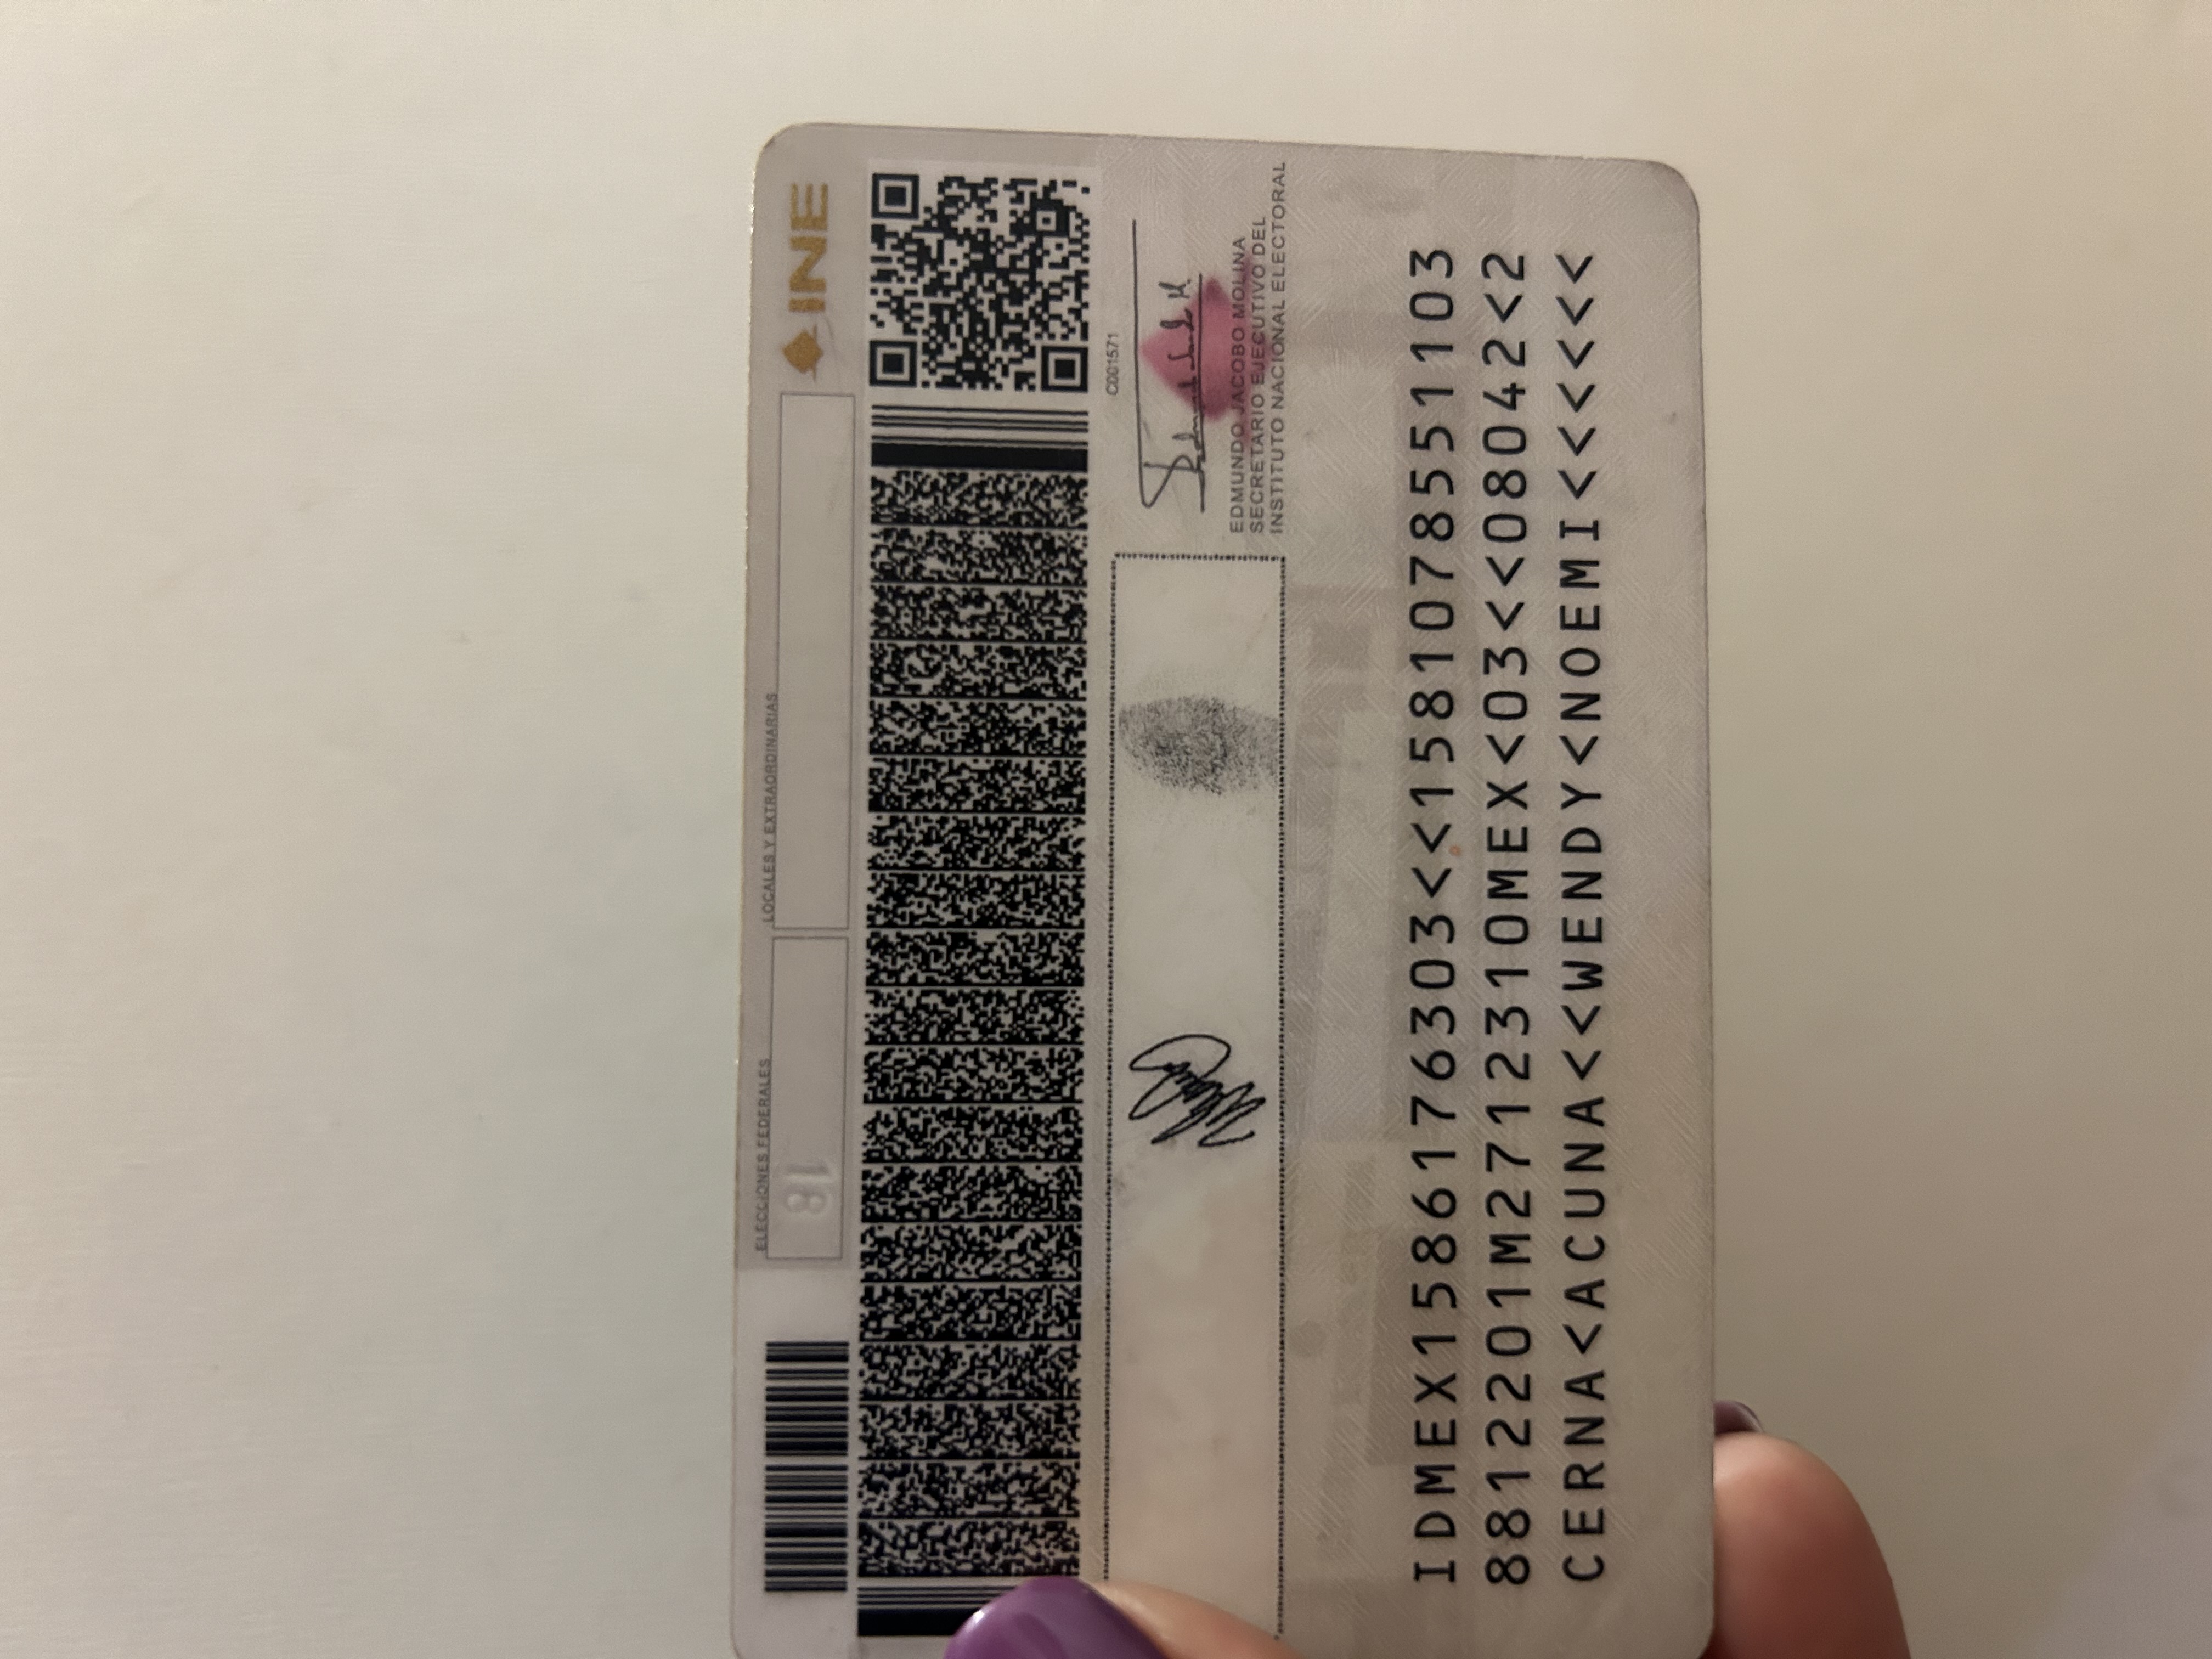 ELECCIONES FEDERALES
LOCALES Y EXTRAORDINARIAS
INE
18
C001571
EDMUNDO JACOBO MOLINA
SECRETARIO EJECUTIVO DEL
INSTITUTO NACIONAL ELECTORAL
IDMEX1586176303<<1581078551103
8812201M2712310MEX<03<<08042<2
CERNA<ACUNA<<WENDY<NOEMI<<<<<<